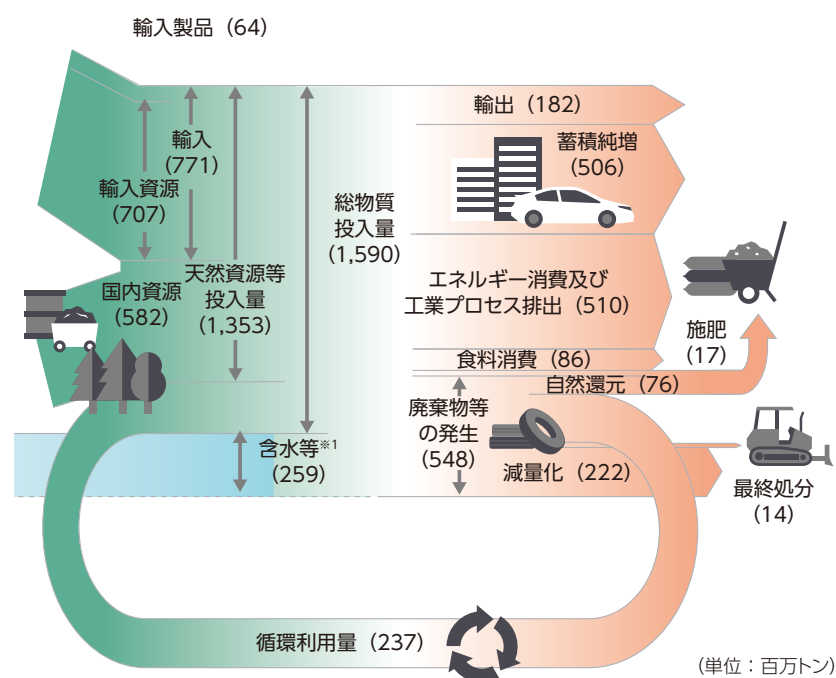 輸入製品（64）
輸出（182）
輸入
（771）
蓄積純増
（506）
輸入資源
（707）
総物質
投入量
（1,590）
天然資源等
投入量
（1,353）
国内資源
（582）
エネルギー消費及び
工業プロセス排出（510）
施肥
（17）
食料消費（86）
自然還元（76）
廃棄物等
の発生
（548）
含水等※1
（259）
減量化（222）
最終処分
（14）
循環利用量（237）
（単位：百万トン）